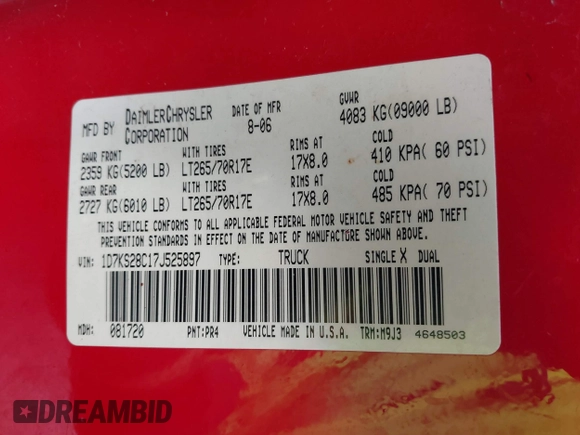 MFD BY DAIMLERCHRYSLER CORPORATION
DATE OF MFR 8-06
GVWR 4083 KG(09000 LB)
GAWR FRONT WITH TIRES RIMS AT COLD
2359 KG(5200 LB) LT265/70R17E 17X8.0 410 KPA( 60 PSI)
GAWR REAR WITH TIRES RIMS AT COLD
2727 KG(6010 LB) LT265/70R17E 17X8.0 485 KPA( 70 PSI)
THIS VEHICLE CONFORMS TO ALL APPLICABLE FEDERAL MOTOR VEHICLE SAFETY AND THEFT
PREVENTION STANDARDS IN EFFECT ON THE DATE OF MANUFACTURE SHOWN ABOVE.
VIN: 1D7KS28C17J525897 TYPE: TRUCK SINGLE X DUAL
MDH: 081720 PNT:PR4 VEHICLE MADE IN U.S.A. TRM:M9J3 4648503
DREAMBID